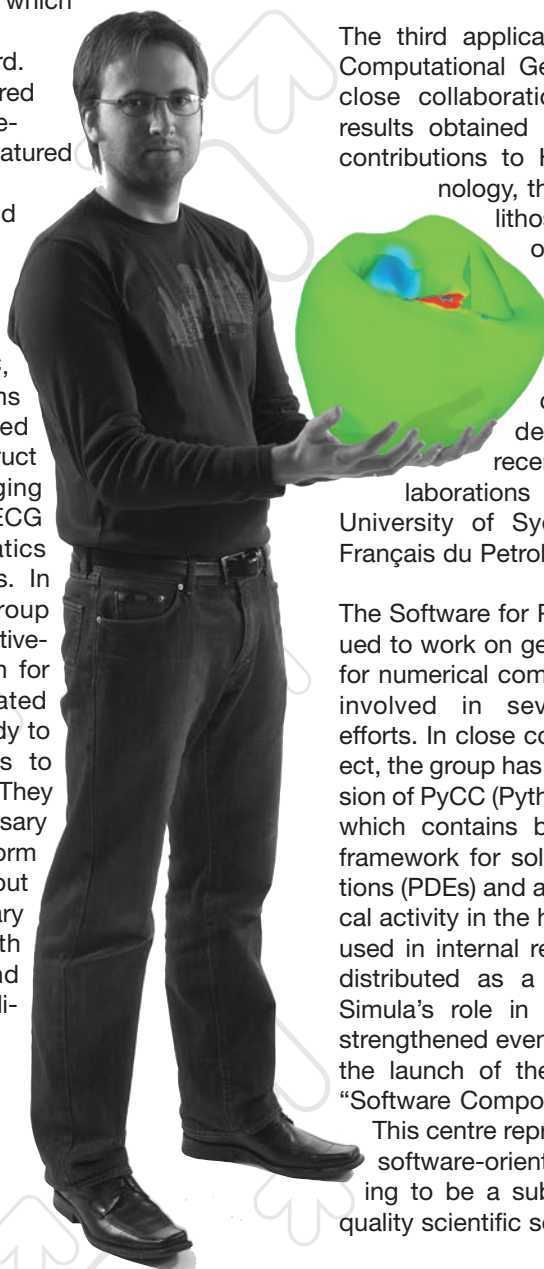 which
rd.
red
e-
atured
d
,
ns
ed
ruct
ging
ECG
atics
s. In
roup
tive-
n for
ated
dy to
s to
They
sary
orm
out
ary
th
nd
di-
The third applica
Computational Ge
close collaboratio
results obtained
contributions to H
nology, th
lithos
o
c
de
recen
laborations
University of Syd
Français du Petrol
The Software for P
ued to work on ge
for numerical com
involved in sev
efforts. In close co
ect, the group has
sion of PyCC (Pyth
which contains b
framework for sol
tions (PDEs) and a
cal activity in the h
used in internal re
distributed as a
Simula's role in
strengthened even
the launch of the
“Software Compo
This centre repr
software-orient
ing to be a sub
quality scientific so